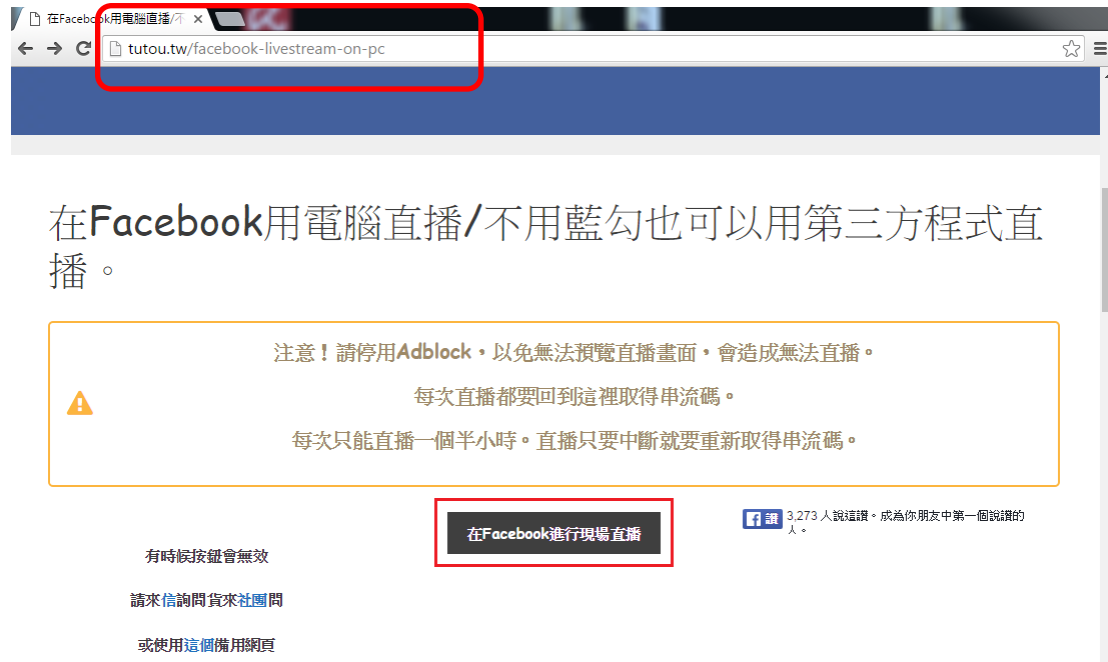 在Facebook用電腦直播/不
tutou.tw/facebook-livestream-on-pc
在Facebook用電腦直播/不用藍勾也可以用第三方程式直
播。
注意！請停用Adblock，以免無法預覽直播畫面，會造成無法直播。
每次直播都要回到這裡取得串流碼。
每次只能直播一個半小時。直播只要中斷就要重新取得串流碼。
在Facebook進行現場直播
讚 3,273 人說這讚。成為你朋友中第一個說讚的
人。
有時候按鈕會無效
請來信詢問貨來社團問
或使用這個備用網頁